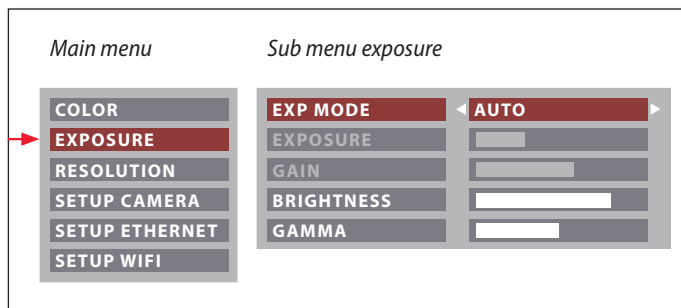 Main menu
Sub menu exposure
COLOR
EXPOSURE
RESOLUTION
SETUP CAMERA
SETUP ETHERNET
SETUP WIFI
EXP MODE
AUTO
EXPOSURE
GAIN
BRIGHTNESS
GAMMA